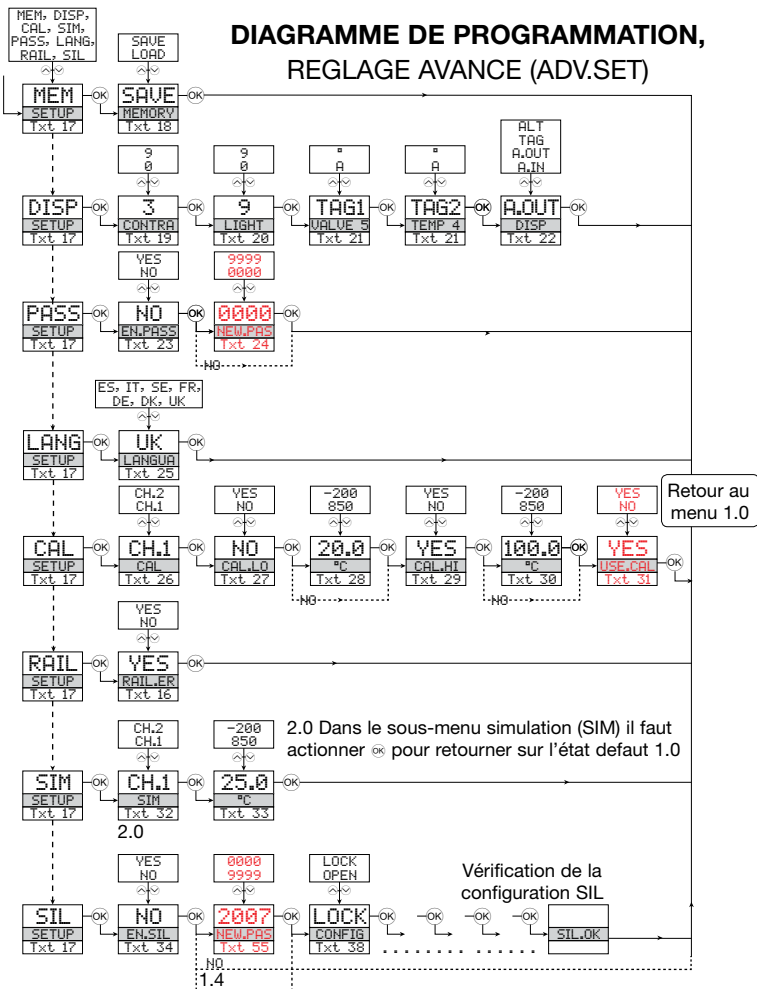 DIAGRAMME DE PROGRAMMATION,
REGLAGE AVANCE (ADV.SET)
MEM, DISP,
CAL, SIM,
PASS, LANG,
RAIL, SIL
SAVE
LOAD
MEM
SETUP
Txt 17
OK
SAVE
MEMORY
Txt 18
OK
9
0
9
0
"
A
"
A
ALT
TAG
A.OUT
A.IN
DISP
SETUP
Txt 17
OK
3
CONTRA
Txt 19
OK
9
LIGHT
Txt 20
OK
TAG1
VALVE 5
Txt 21
OK
TAG2
TEMP 4
Txt 21
OK
A.OUT
DISP
Txt 22
OK
YES
NO
9999
0000
PASS
SETUP
Txt 17
OK
NO
EN.PASS
Txt 23
OK
0000
NEW.PAS
Txt 24
OK
NO
ES, IT, SE, FR,
DE, DK, UK
LANG
SETUP
Txt 17
OK
UK
LANGUA
Txt 25
OK
CH.2
CH.1
YES
NO
-200
850
YES
NO
-200
850
YES
NO
Retour au
menu 1.0
CAL
SETUP
Txt 17
OK
CH.1
CAL
Txt 26
OK
NO
CAL.LO
Txt 27
OK
20.0
°C
Txt 28
OK
YES
CAL.HI
Txt 29
OK
100.0
°C
Txt 30
OK
YES
USE.CAL
Txt 31
OK
NO
NO
YES
NO
RAIL
SETUP
Txt 17
OK
YES
RAIL.ER
Txt 16
OK
CH.2
CH.1
-200
850
2.0 Dans le sous-menu simulation (SIM) il faut
actionner OK pour retourner sur l'état defaut 1.0
SIM
SETUP
Txt 17
OK
CH.1
SIM
Txt 32
OK
25.0
°C
Txt 33
OK
2.0
YES
NO
0000
9999
LOCK
OPEN
Vérification de la
configuration SIL
SIL
SETUP
Txt 17
OK
NO
EN.SIL
Txt 34
OK
2007
NEW.PAS
Txt 55
OK
LOCK
CONFIG
Txt 38
OK
OK
OK
OK
SIL.OK
NO
1.4